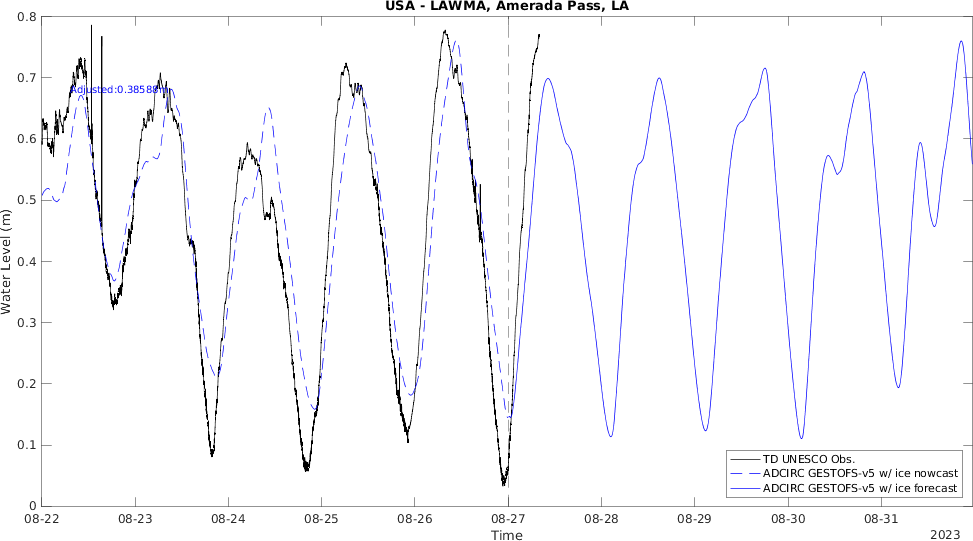 USA - LAWMA, Amerada Pass, LA
0.8
0.7
Adjusted:0.38588m
0.6
0.5
0.4
0.3
0.2
0.1
0
Water Level (m)
TD UNESCO Obs.
ADCIRC GESTOFS-v5 w/ ice nowcast
ADCIRC GESTOFS-v5 w/ ice forecast
08-22 08-23 08-24 08-25 08-26 08-27 08-28 08-29 08-30 08-31
Time
2023